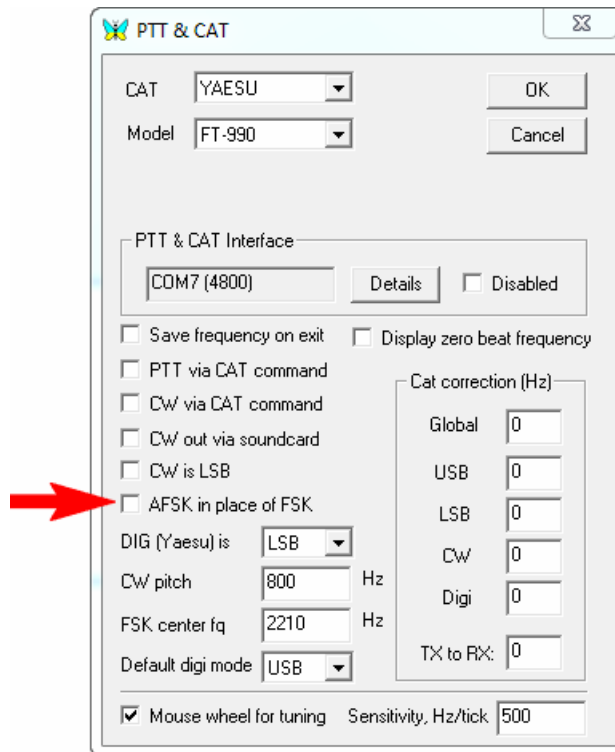 PTT & CAT
CAT YAESU OK
Model FT-990 Cancel
PTT & CAT Interface
COM7 (4800) Details Disabled
Save frequency on exit Display zero beat frequency
PTT via CAT command
Cat correction (Hz)
CW via CAT command
Global 0
CW out via soundcard
USB 0
CW is LSB
LSB 0
AFSK in place of FSK
DIG (Yaesu) is LSB
CW 0
CW pitch 800 Hz
Digi 0
FSK center fq 2210 Hz
TX to RX: 0
Default digi mode USB
Mouse wheel for tuning Sensitivity, Hz/tick 500